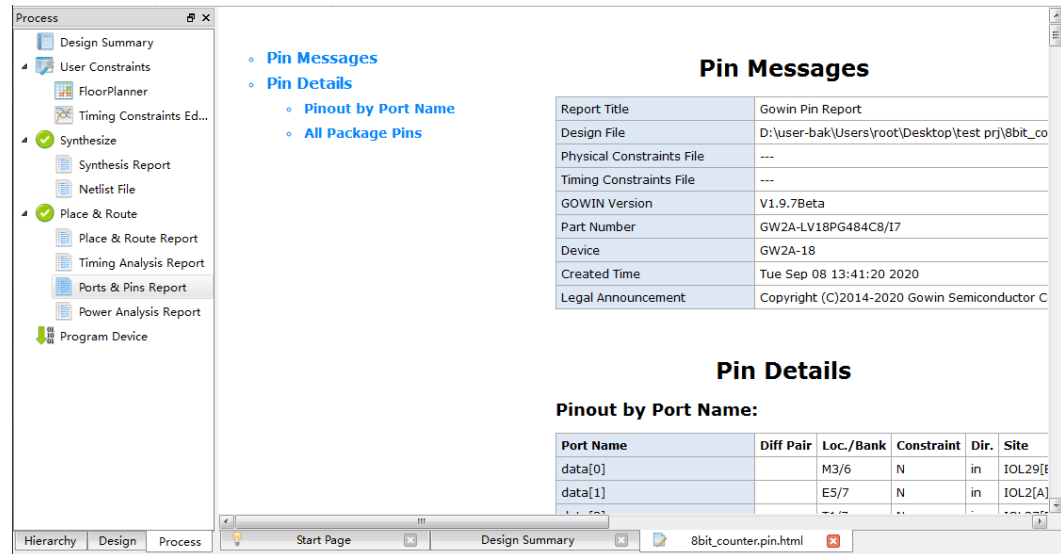 Process
Design Summary
User Constraints
FloorPlanner
Timing Constraints Ed...
Synthesize
Synthesis Report
Netlist File
Place & Route
Place & Route Report
Timing Analysis Report
Ports & Pins Report
Power Analysis Report
Program Device
Hierarchy Design Process
Pin Messages
Pin Details
Pinout by Port Name
All Package Pins
Pin Messages
Report Title Gowin Pin Report
Design File D:\user-bak\Users\root\Desktop\test prj\8bit_co
Physical Constraints File ---
Timing Constraints File ---
GOWIN Version V1.9.7Beta
Part Number GW2A-LV18PG484C8/I7
Device GW2A-18
Created Time Tue Sep 08 13:41:20 2020
Legal Announcement Copyright (C)2014-2020 Gowin Semiconductor C
Pin Details
Pinout by Port Name:
Port Name Diff Pair Loc./Bank Constraint Dir. Site
data[0] M3/6 N in IOL29[
data[1] E5/7 N in IOL2[A]
Start Page Design Summary 8bit_counter.pin.html